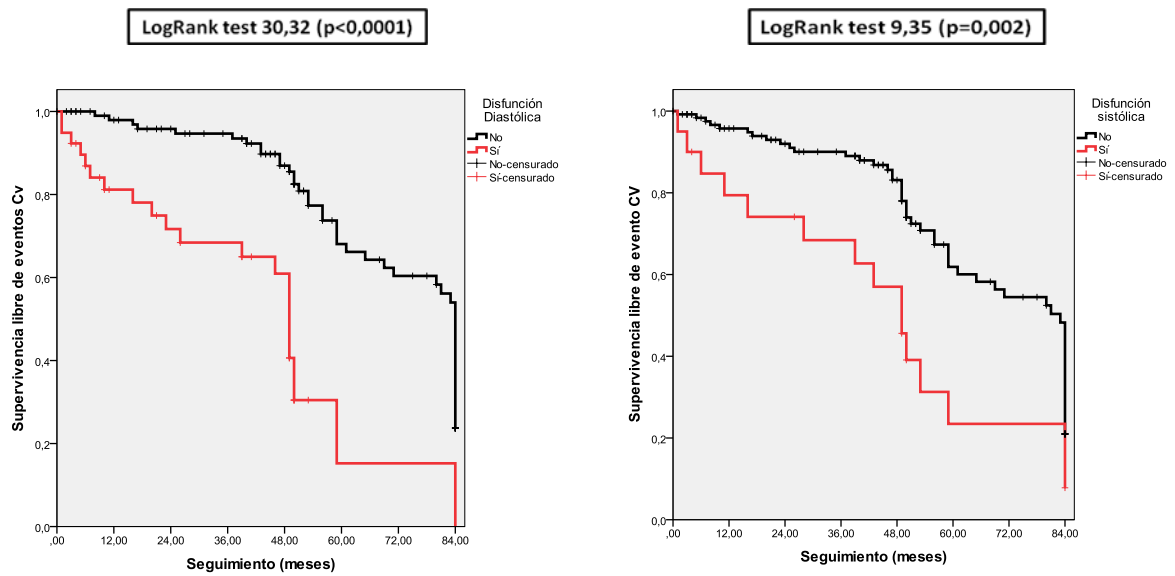 LogRank test 30,32 (p<0,0001)
Supervivencia libre de eventos Cv
1,0
0,8
0,6
0,4
0,2
0,0
,00
12,00
24,00
36,00
48,00
60,00
72,00
84,00
Seguimiento (meses)
Disfunción
Diastólica
No
Sí
No-censurado
Sí-censurado
LogRank test 9,35 (p=0,002)
Supervivencia libre de evento CV
1,0
0,8
0,6
0,4
0,2
0,0
,00
12,00
24,00
36,00
48,00
60,00
72,00
84,00
Seguimiento (meses)
Disfunción
sistólica
No
Sí
No-censurado
Sí-censurado